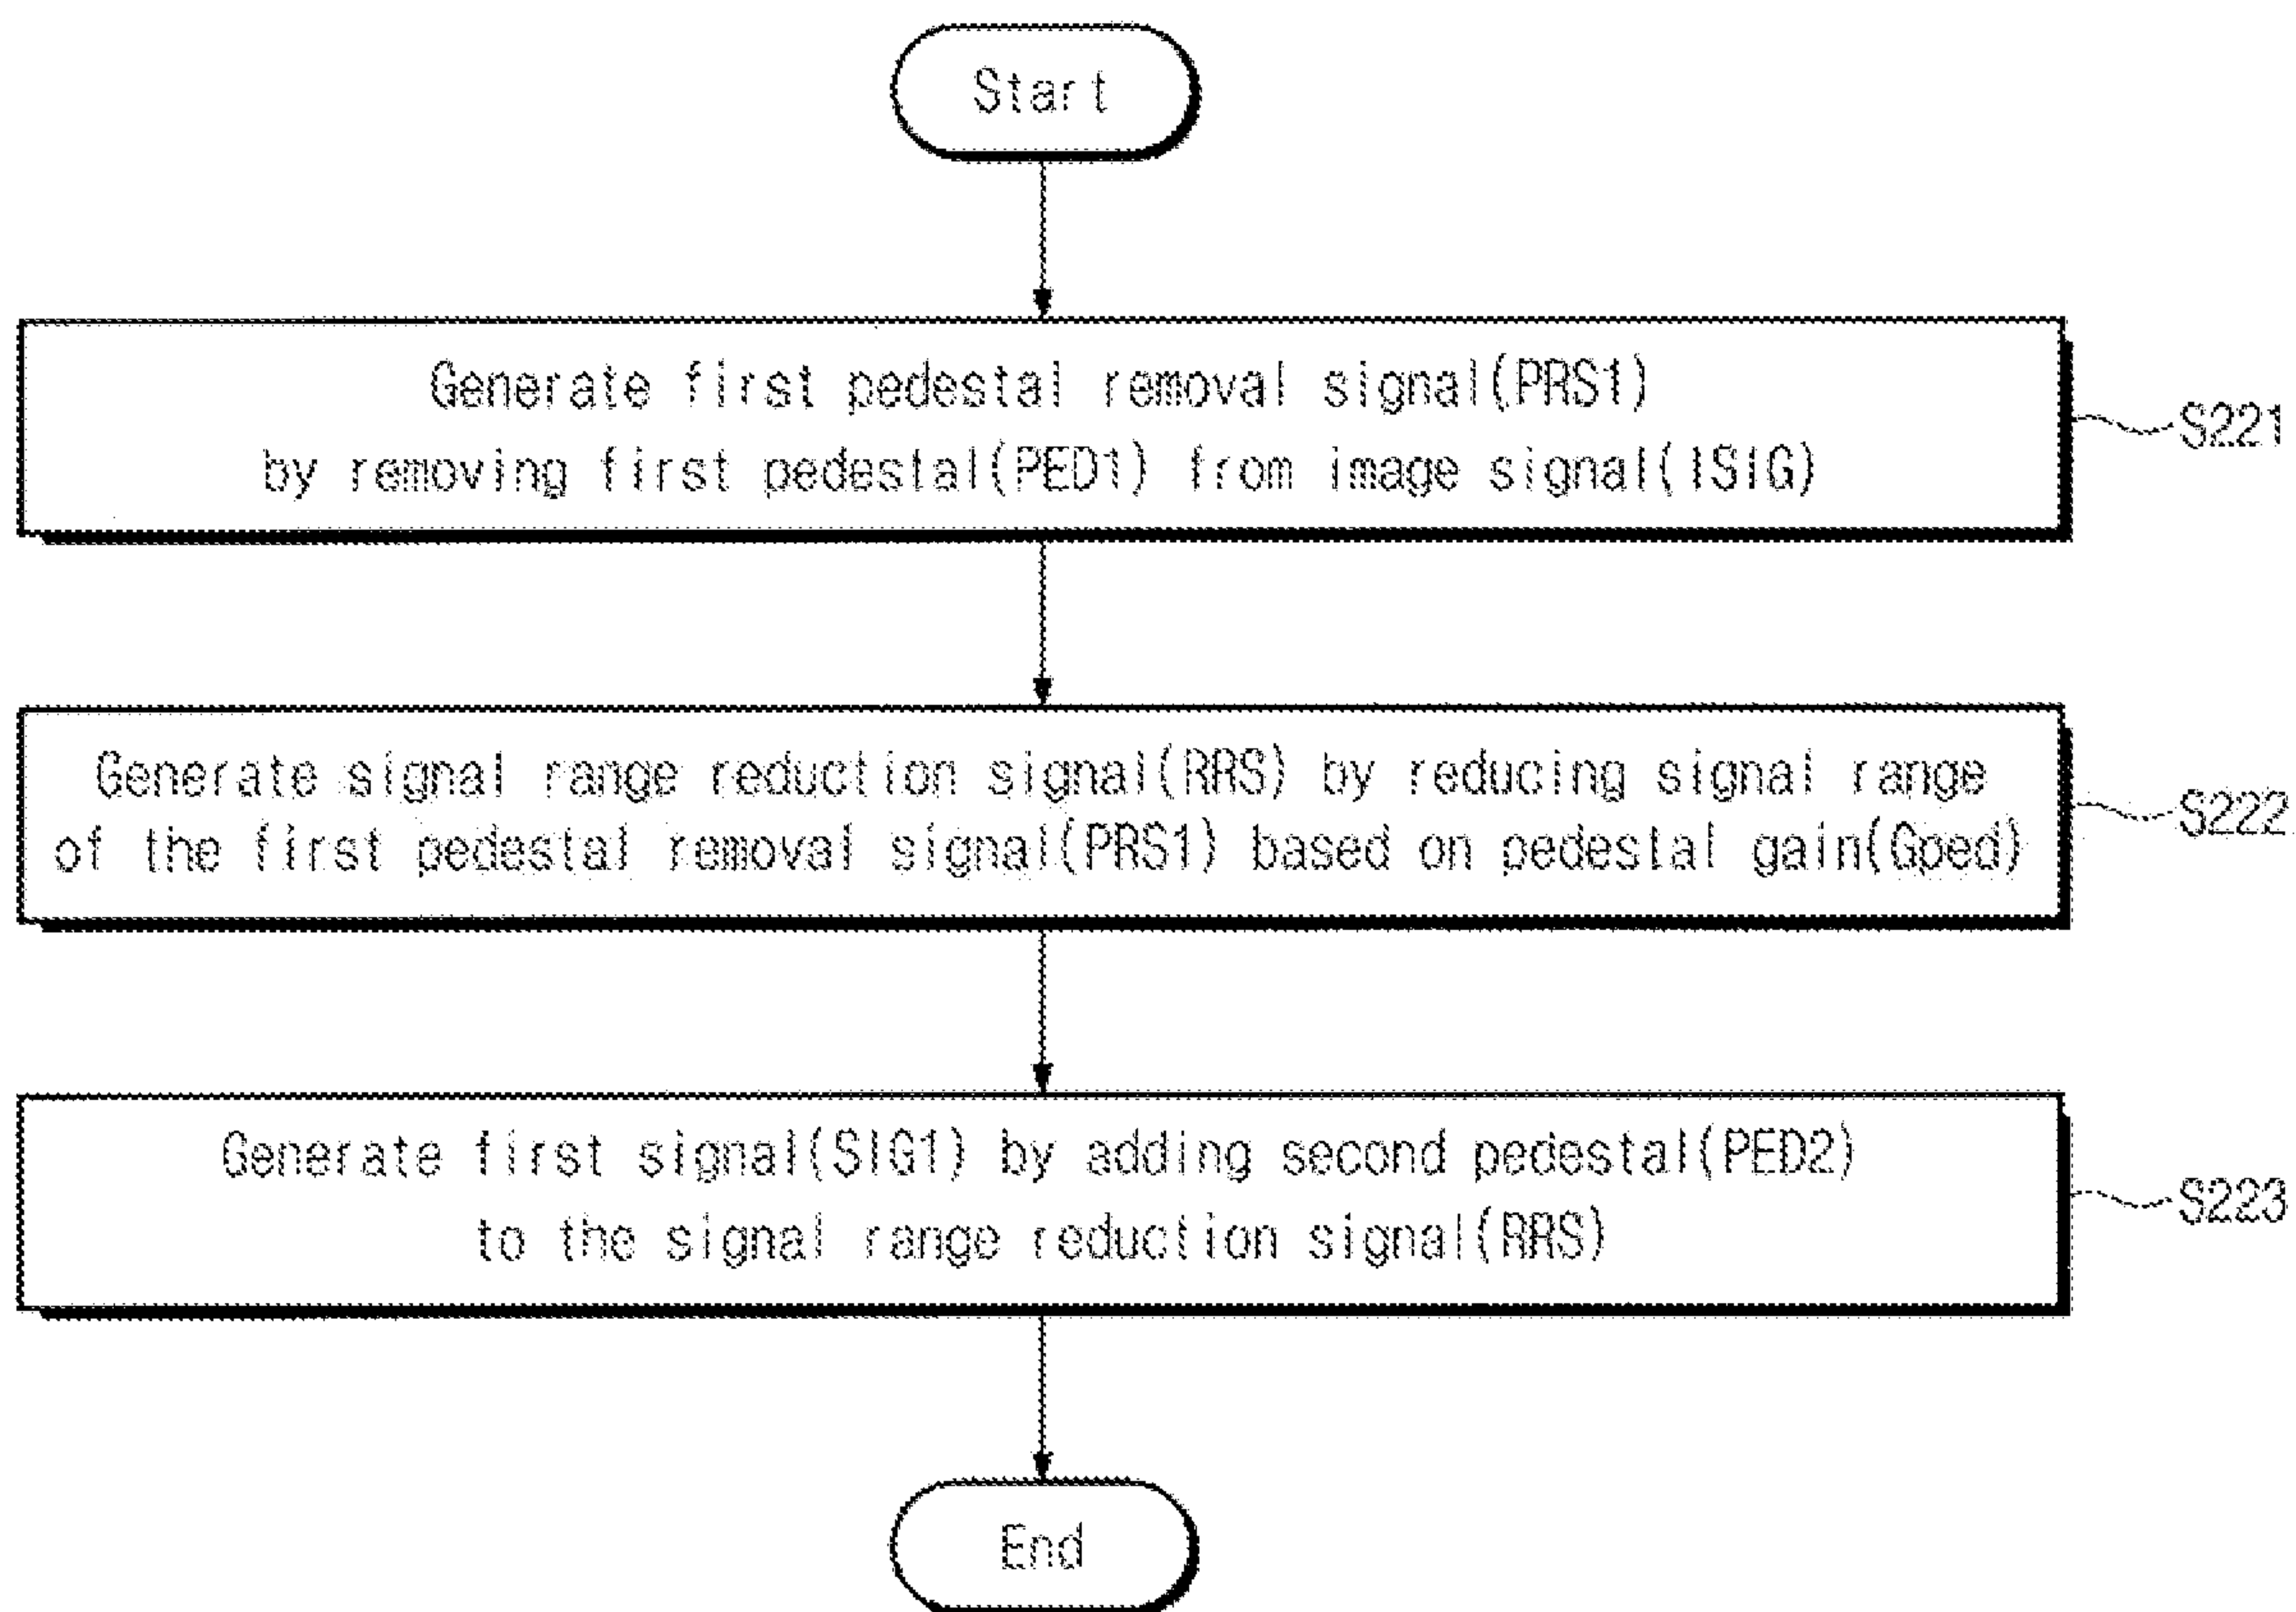 Start
Generate first pedestal removal signal(PRS1)
by removing first pedestal(PED1) from image signal(ISIG)
S221
Generate signal range reduction signal(RRS) by reducing signal range
of the first pedestal removal signal(PRS1) based on pedestal gain(Gped)
S222
Generate first signal(SIG1) by adding second pedestal(PED2)
to the signal range reduction signal(RRS)
S223
End